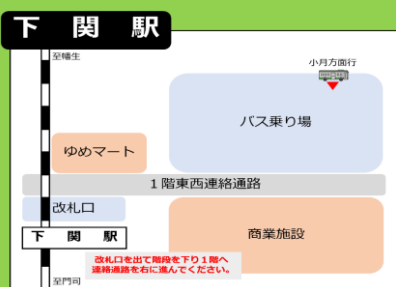 下関駅
至幡生
小月方面行
バス乗り場
ゆめマート
1階東西連絡通路
改札口
下関駅
商業施設
改札口を出て階段を下り1階へ
連絡通路を右に進んでください。
至門司